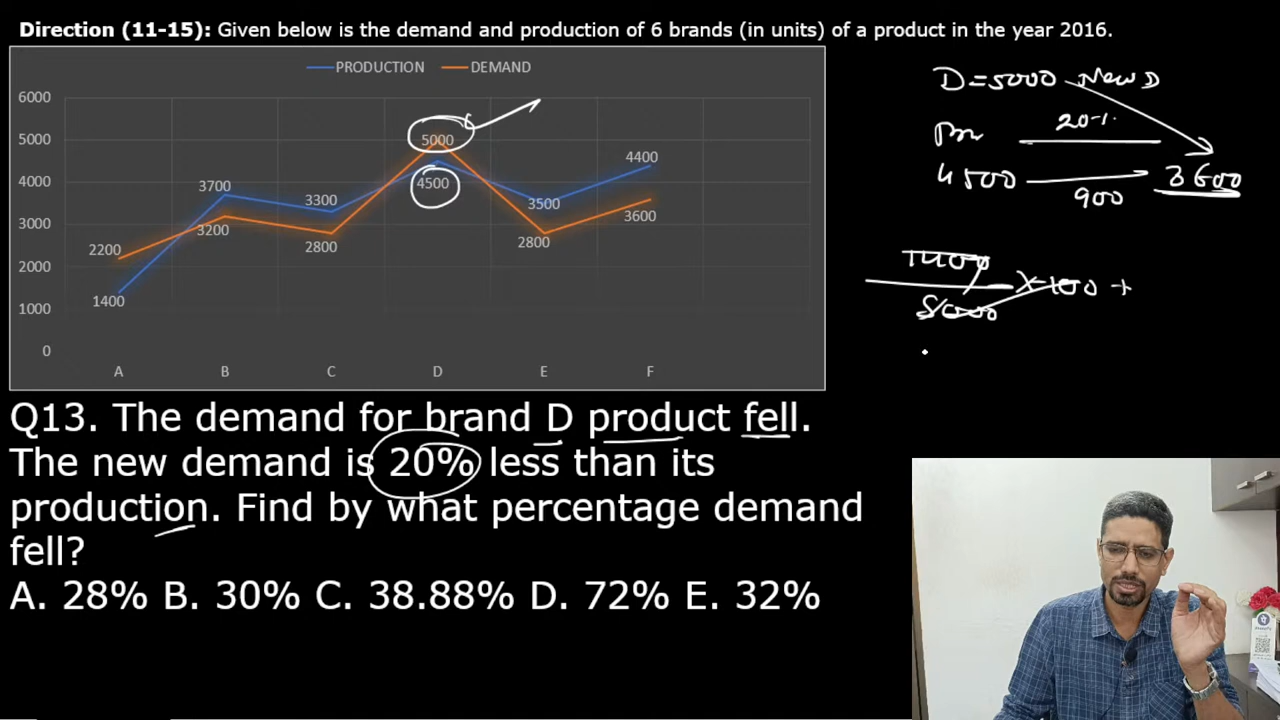 Direction (11-15): Given below is the demand and production of 6 brands (in units) of a product in the year 2016.
PRODUCTION DEMAND
6000
5000
4000
3000
2000
1000
0
2200
1400
3700
3200
3300
2800
5000
4500
3500
2800
4400
3600
A B C D E F
D=5000 New D
20%
4500 3600
900
1400
5000 × 100
Q13. The demand for brand D product fell.
The new demand is 20% less than its
production. Find by what percentage demand
fell?
A. 28% B. 30% C. 38.88% D. 72% E. 32%